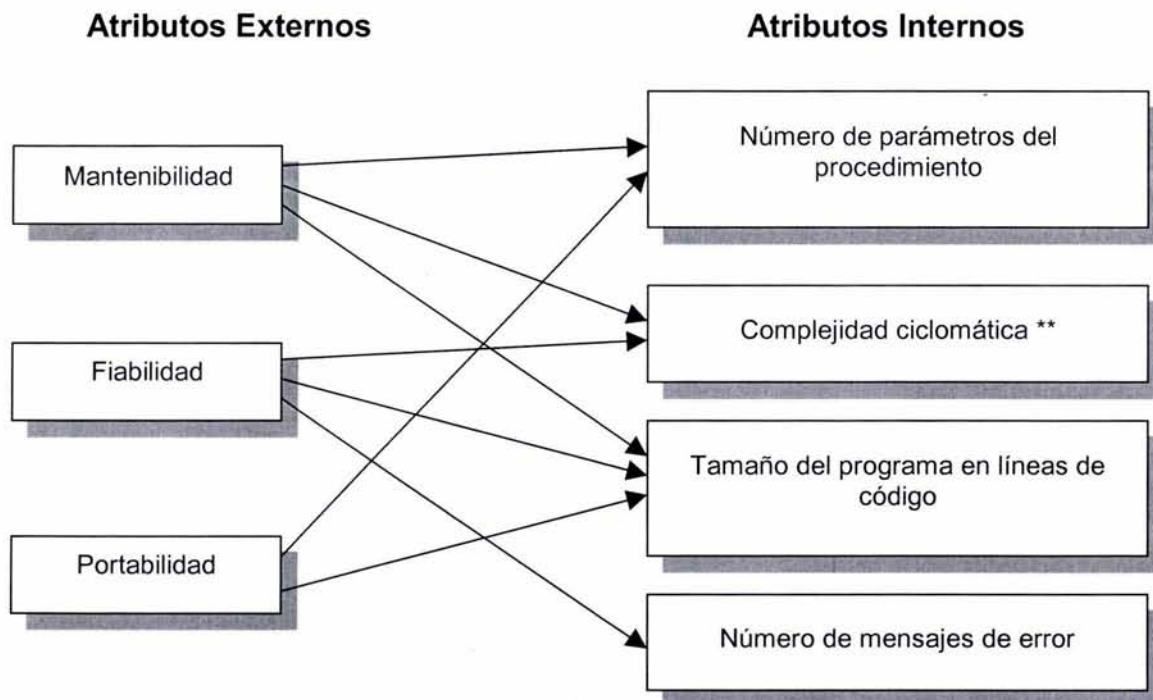 Atributos Externos
Atributos Internos
Mantenibilidad
Fiabilidad
Portabilidad
Número de parámetros del
procedimiento
Complejidad ciclomática **
Tamaño del programa en líneas de
código
Número de mensajes de error